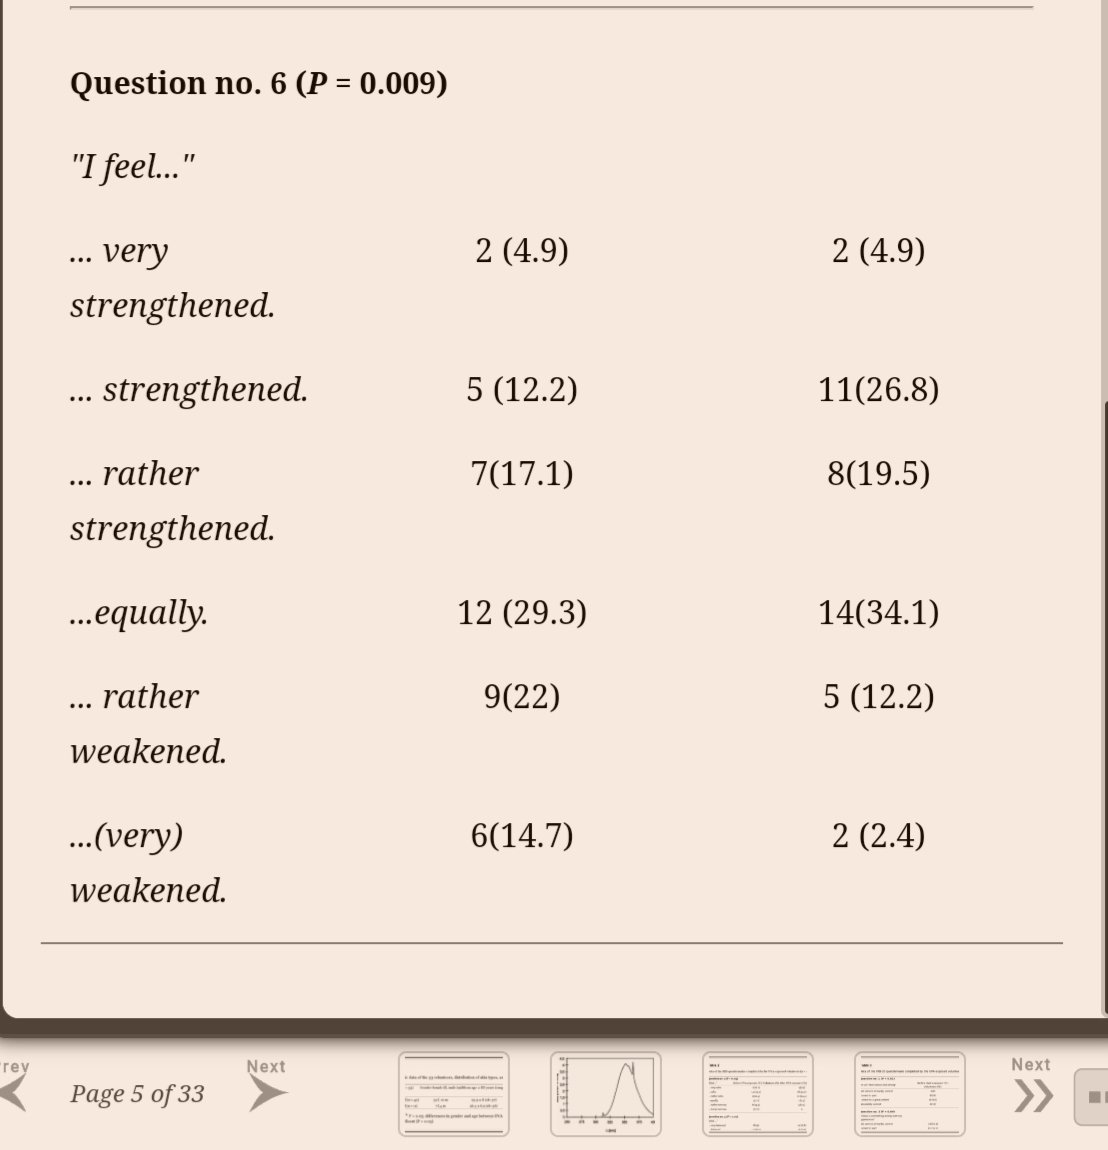 Question no. 6 (P = 0.009)
"I feel..."
... very strengthened. 2 (4.9) 2 (4.9)
... strengthened. 5 (12.2) 11(26.8)
... rather strengthened. 7(17.1) 8(19.5)
...equally. 12 (29.3) 14(34.1)
... rather weakened. 9(22) 5 (12.2)
...(very) weakened. 6(14.7) 2 (2.4)
Page 5 of 33
Next
Next